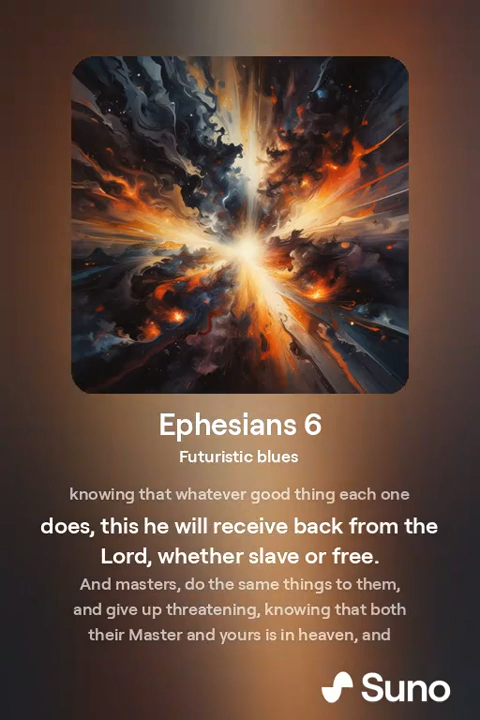 Ephesians 6
Futuristic blues
knowing that whatever good thing each one
does, this he will receive back from the
Lord, whether slave or free.
And masters, do the same things to them,
and give up threatening, knowing that both
their Master and yours is in heaven, and
Suno